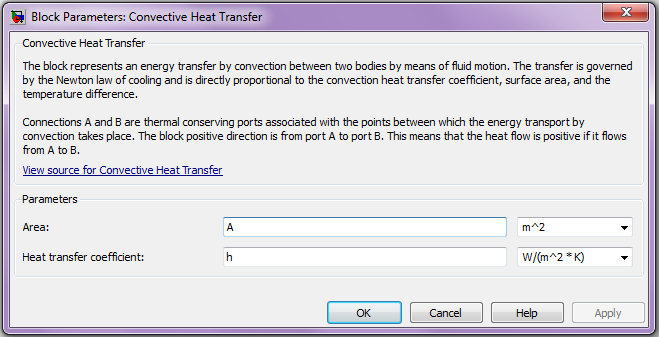 Block Parameters: Convective Heat Transfer
Convective Heat Transfer
The block represents an energy transfer by convection between two bodies by means of fluid motion. The transfer is governed
by the Newton law of cooling and is directly proportional to the convection heat transfer coefficient, surface area, and the
temperature difference.
Connections A and B are thermal conserving ports associated with the points between which the energy transport by
convection takes place. The block positive direction is from port A to port B. This means that the heat flow is positive if it flows
from A to B.
View source for Convective Heat Transfer
Parameters
Area: A m^2
Heat transfer coefficient: h W/(m^2*K)
OK Cancel Help Apply